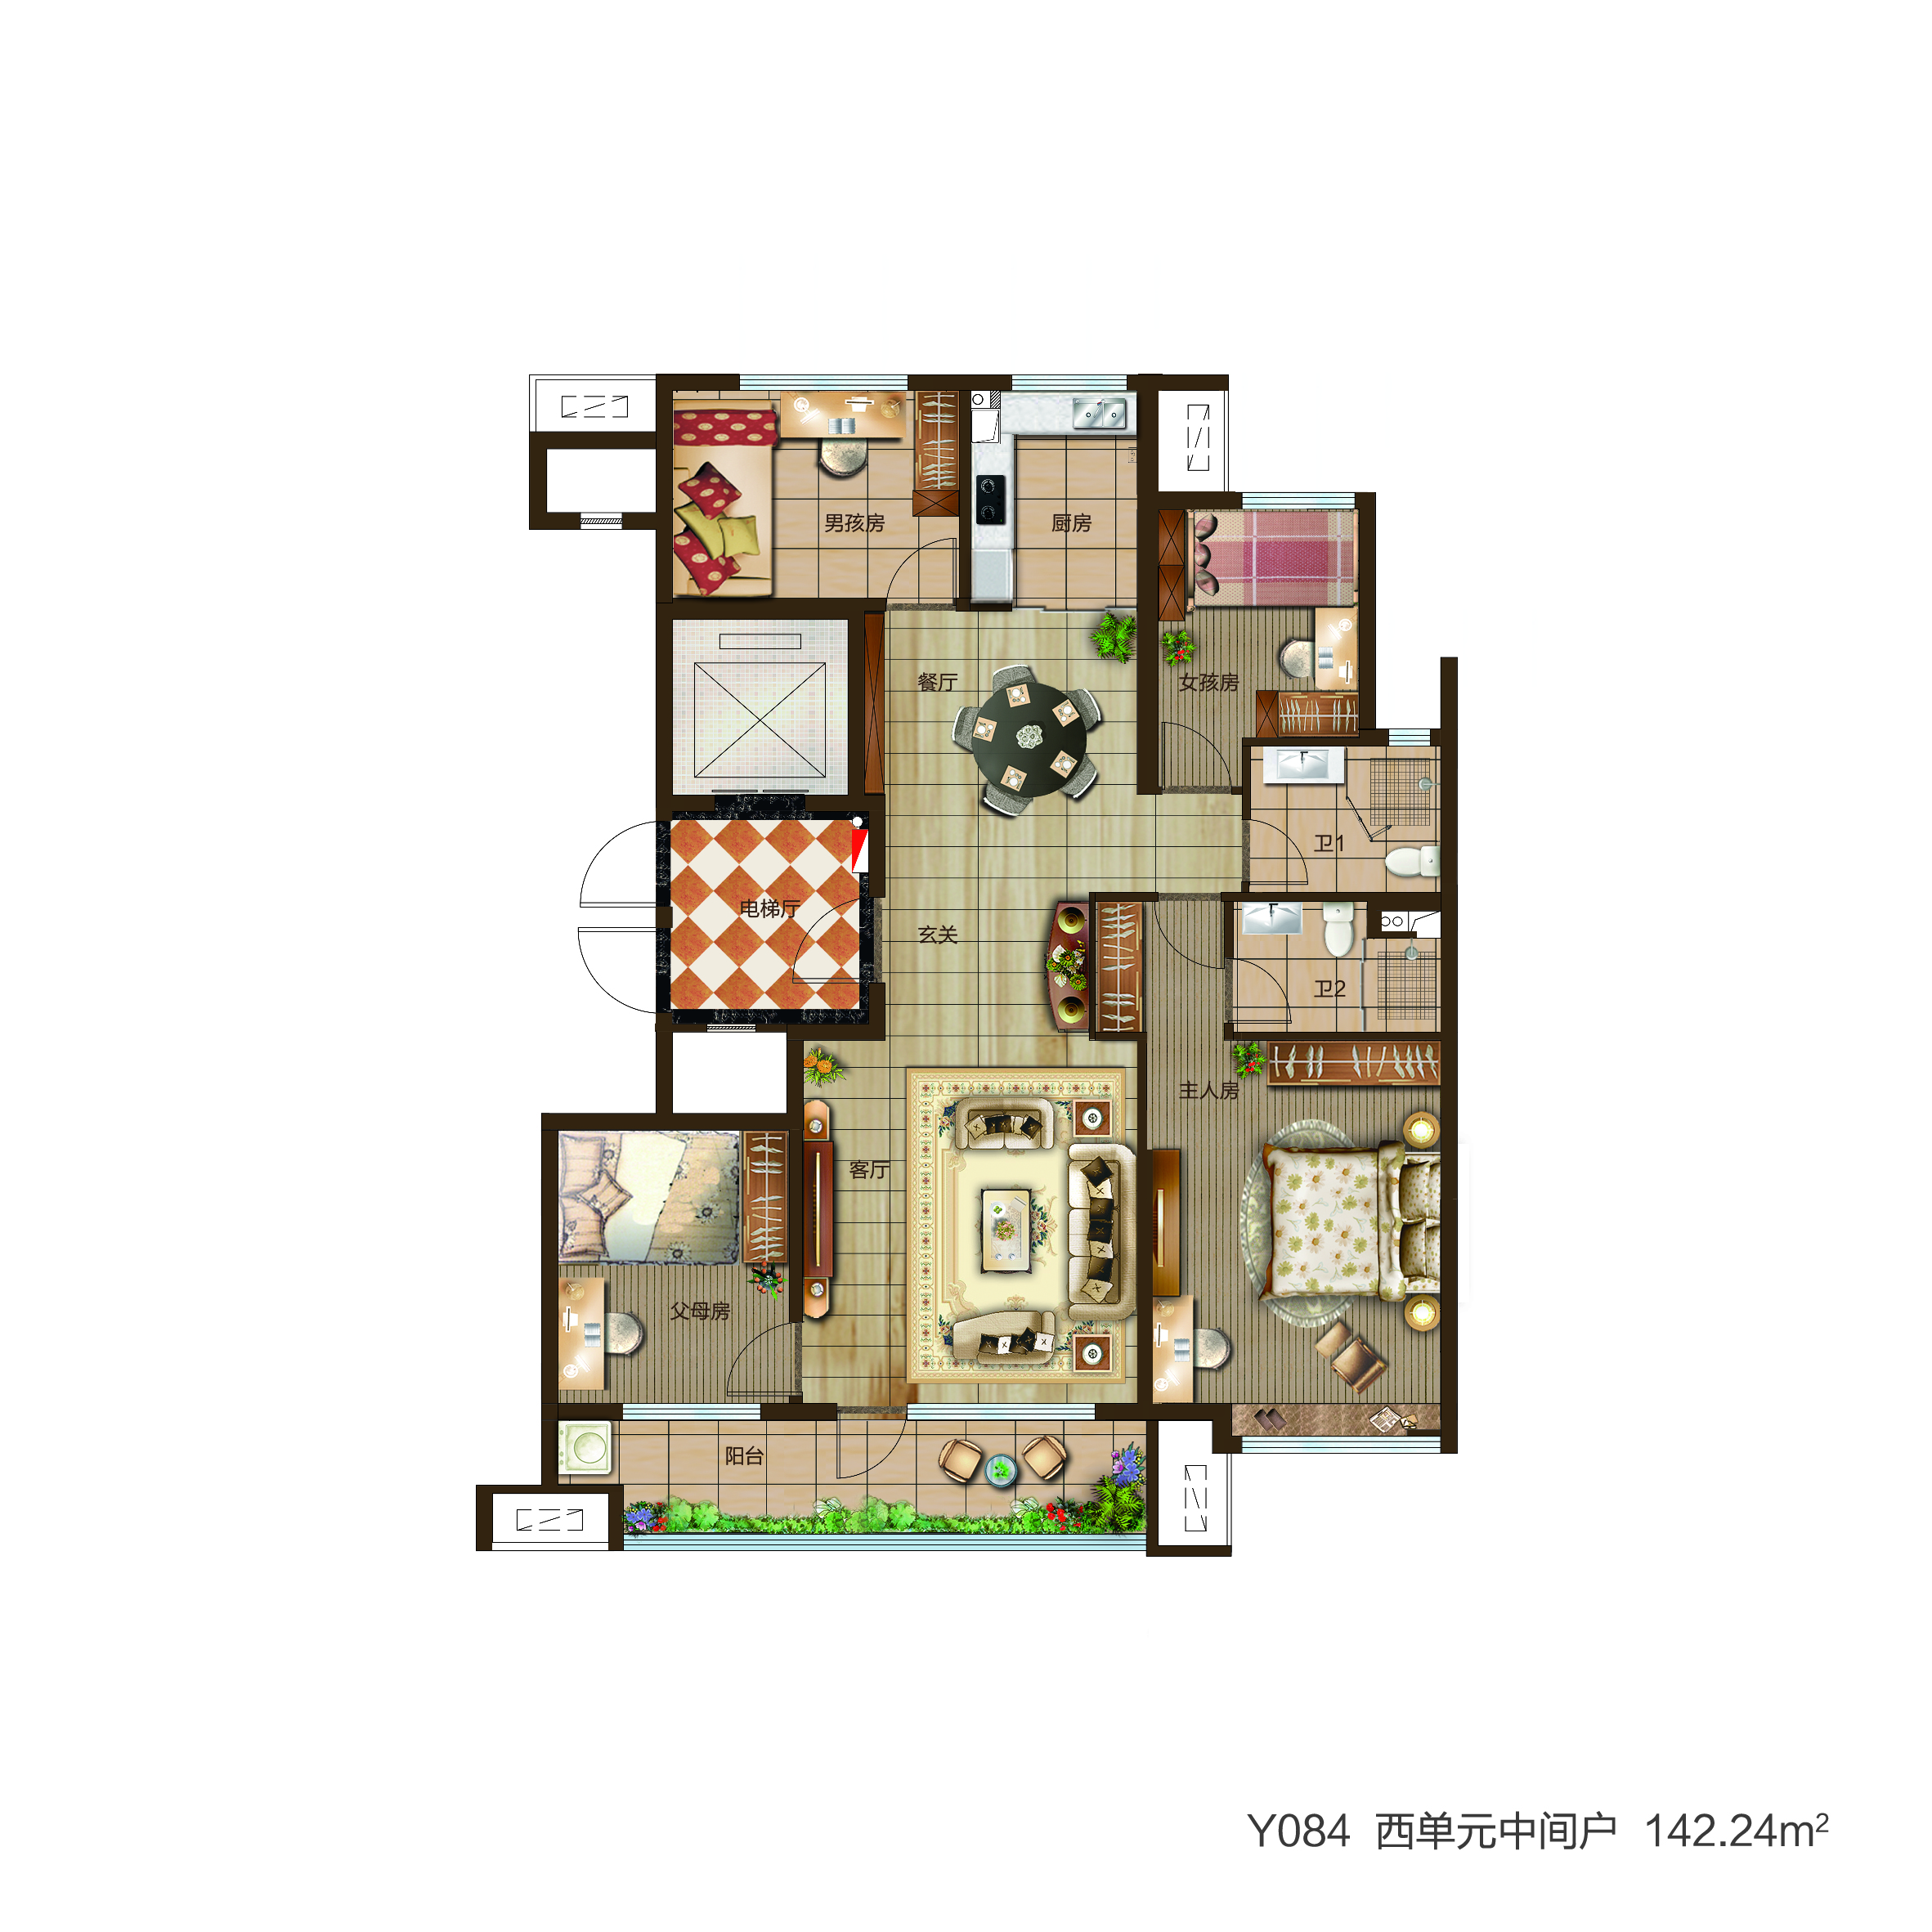 男孩房
厨房
餐厅
女孩房
卫1
电梯厅
玄关
卫2
主人房
客厅
父母房
阳台
Y084 西单元中间户 142.24m²